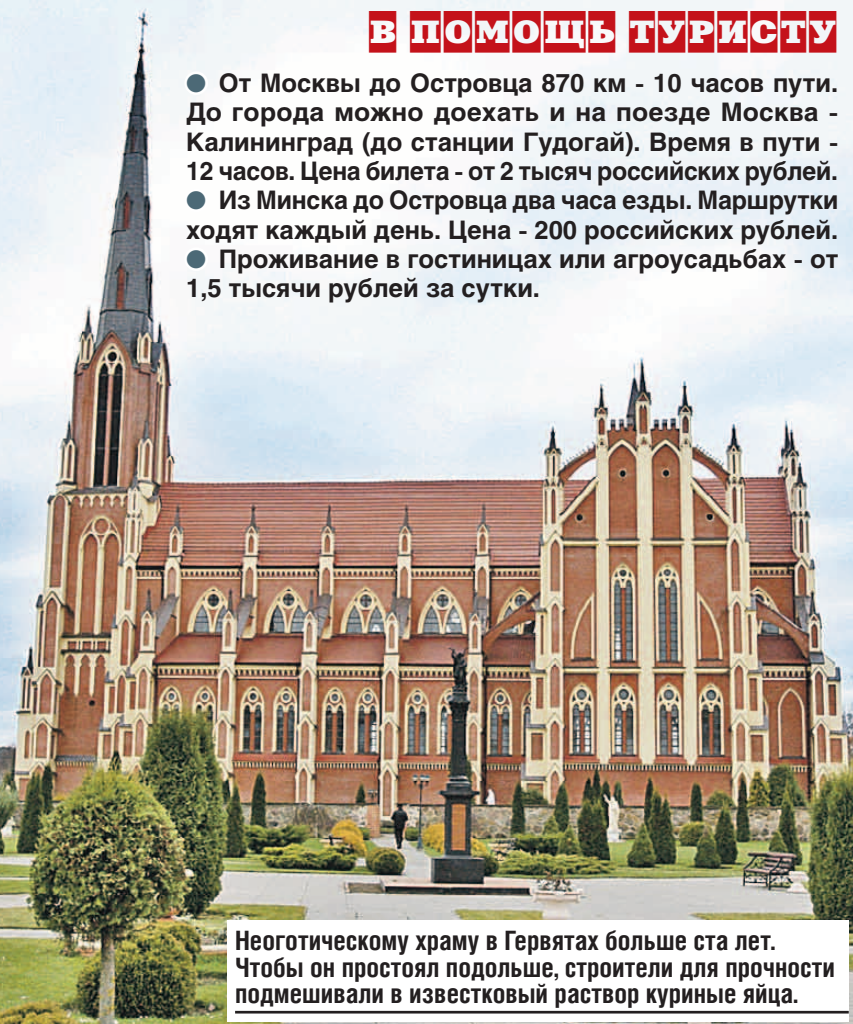 В ПОМОЩЬ ТУРИСТУ
● От Москвы до Островца 870 км - 10 часов пути.
До города можно доехать и на поезде Москва -
Калининград (до станции Гудогай). Время в пути -
12 часов. Цена билета - от 2 тысяч российских рублей.
● Из Минска до Островца два часа езды. Маршрутки
ходят каждый день. Цена - 200 российских рублей.
● Проживание в гостиницах или агроусадьбах - от
1,5 тысячи рублей за сутки.
Неоготическому храму в Гервятах больше ста лет.
Чтобы он простоял подольше, строители для прочности
подмешивали в известковый раствор куриные яйца.